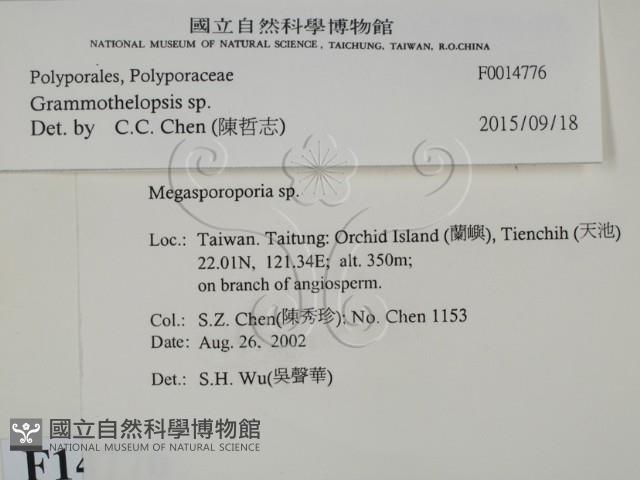 國立自然科學博物館
NATIONAL MUSEUM OF NATURAL SCIENCE, TAICHUNG, TAIWAN, R.O.CHINA
Polyporales, Polyporaceae F0014776
Grammothelopsis sp.
Det. by C.C. Chen (陳哲志) 2015/09/18
Megasporoporia sp.
Loc.: Taiwan. Taitung: Orchid Island (蘭嶼), Tienchih (天池)
22.01N, 121.34E; alt. 350m;
on branch of angiosperm.
Col.: S.Z. Chen(陳秀珍); No. Chen 1153
Date: Aug. 26, 2002
Det.: S.H. Wu(吳聲華)
國立自然科學博物館
NATIONAL MUSEUM OF NATURAL SCIENCE